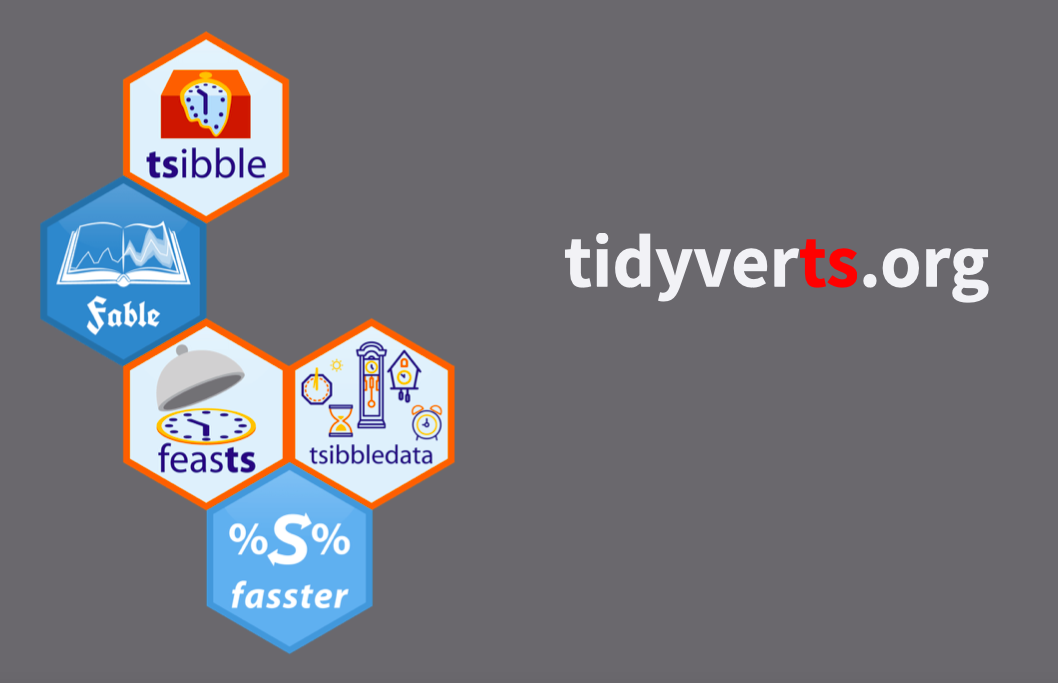 tsibble
Fable
feasts
tsibbledata
%S%
fasster
tidyverts.org